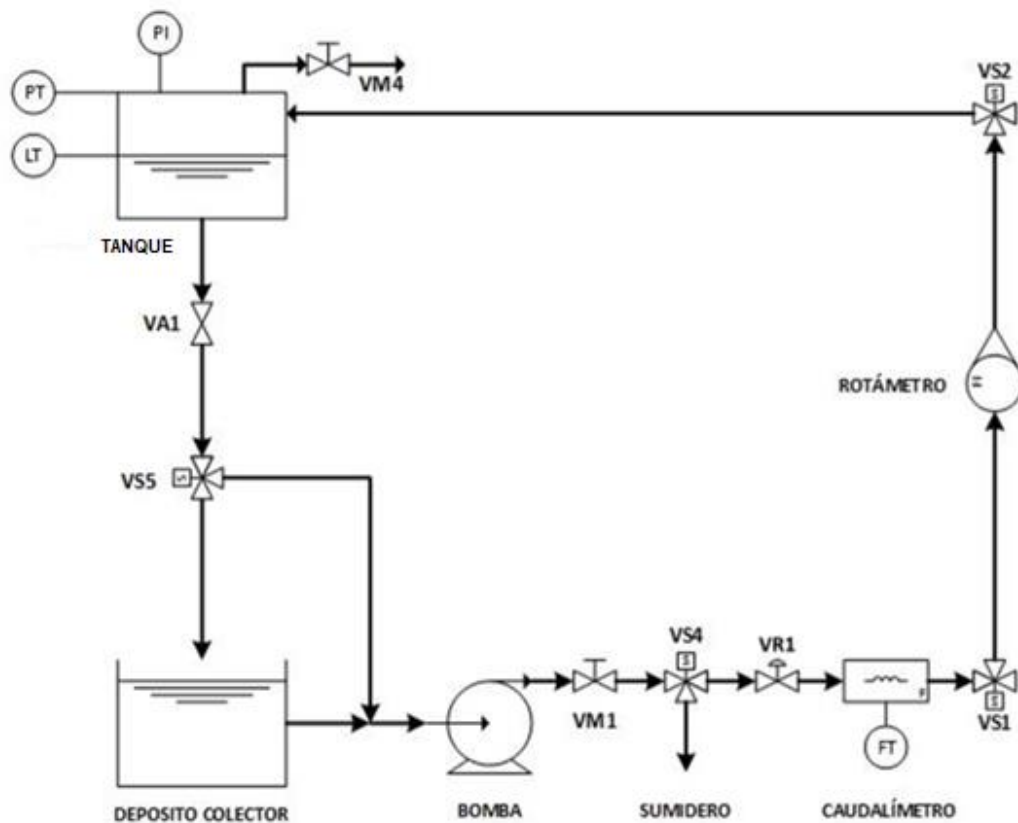 PI
VS2
S
PT
VM4
LT
TANQUE
VA1
ROTÁMETRO
VS5
S
VS4
S
VR1
F
VM1
S
VS1
FT
DEPOSITO COLECTOR
BOMBA
SUMIDERO
CAUDALÍMETRO